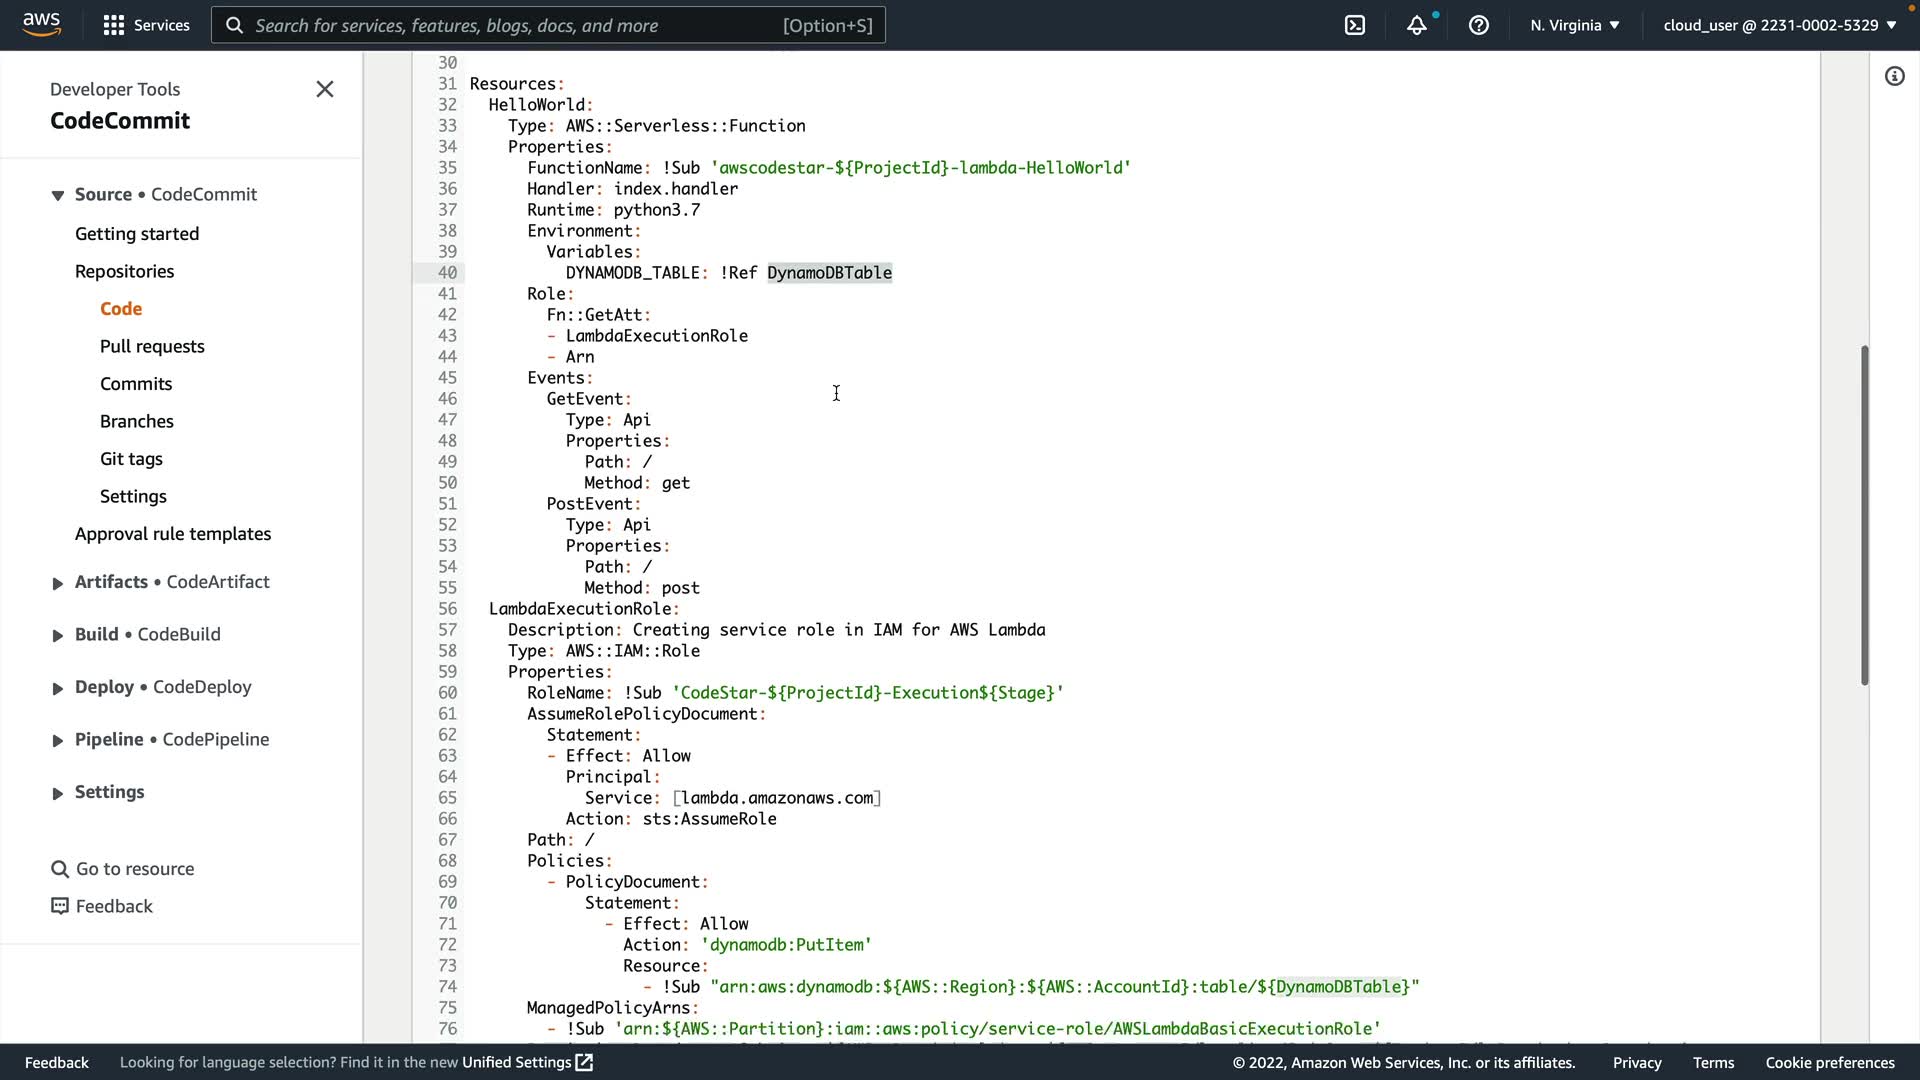 aws
Services
Search for services, features, blogs, docs, and more
[Option+S]
N. Virginia
cloud_user @ 2231-0002-5329
Developer Tools
CodeCommit
Source • CodeCommit
Getting started
Repositories
Code
Pull requests
Commits
Branches
Git tags
Settings
Approval rule templates
Artifacts • CodeArtifact
Build • CodeBuild
Deploy • CodeDeploy
Pipeline • CodePipeline
Settings
Go to resource
Feedback
30
31 Resources:
32   HelloWorld:
33     Type: AWS::Serverless::Function
34     Properties:
35       FunctionName: !Sub 'awscodestar-${ProjectId}-lambda-HelloWorld'
36       Handler: index.handler
37       Runtime: python3.7
38       Environment:
39         Variables:
40           DYNAMODB_TABLE: !Ref DynamoDBTable
41       Role:
42         Fn::GetAtt:
43         - LambdaExecutionRole
44         - Arn
45       Events:
46         GetEvent:
47           Type: Api
48           Properties:
49             Path: /
50             Method: get
51         PostEvent:
52           Type: Api
53           Properties:
54             Path: /
55             Method: post
56   LambdaExecutionRole:
57     Description: Creating service role in IAM for AWS Lambda
58     Type: AWS::IAM::Role
59     Properties:
60       RoleName: !Sub 'CodeStar-${ProjectId}-Execution${Stage}'
61       AssumeRolePolicyDocument:
62         Statement:
63         - Effect: Allow
64           Principal:
65             Service: [lambda.amazonaws.com]
66           Action: sts:AssumeRole
67       Path: /
68       Policies:
69         - PolicyDocument:
70             Statement:
71               - Effect: Allow
72                 Action: 'dynamodb:PutItem'
73                 Resource:
74                   - !Sub "arn:aws:dynamodb:${AWS::Region}:${AWS::AccountId}:table/${DynamoDBTable}"
75       ManagedPolicyArns:
76         - !Sub 'arn:${AWS::Partition}:iam::aws:policy/service-role/AWSLambdaBasicExecutionRole'
Feedback
Looking for language selection? Find it in the new Unified Settings
© 2022, Amazon Web Services, Inc. or its affiliates.
Privacy
Terms
Cookie preferences